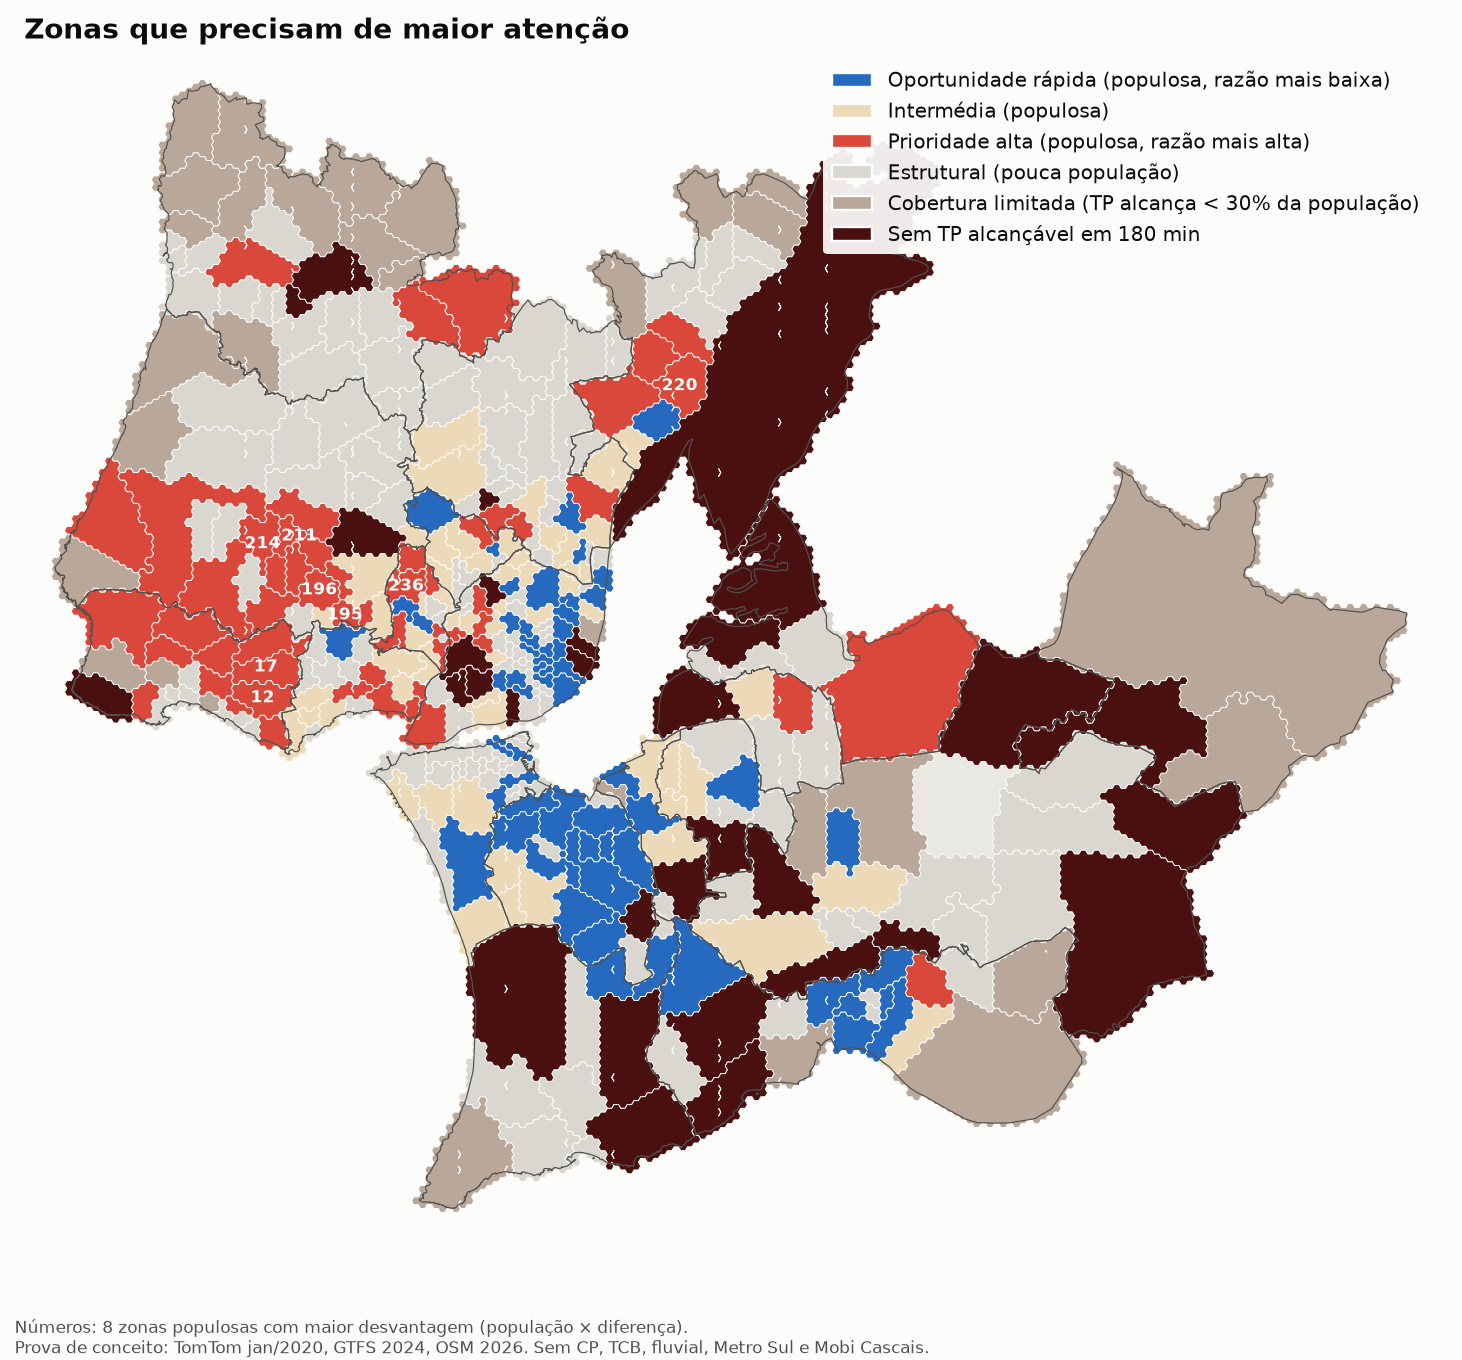 Zonas que precisam de maior atenção
Oportunidade rápida (populosa, razão mais baixa)
Intermédia (populosa)
Prioridade alta (populosa, razão mais alta)
Estrutural (pouca população)
Cobertura limitada (TP alcança < 30% da população)
Sem TP alcançável em 180 min
220
211
214
196
236
195
17
12
Números: 8 zonas populosas com maior desvantagem (população × diferença).
Prova de conceito: TomTom jan/2020, GTFS 2024, OSM 2026. Sem CP, TCB, fluvial, Metro Sul e Mobi Cascais.